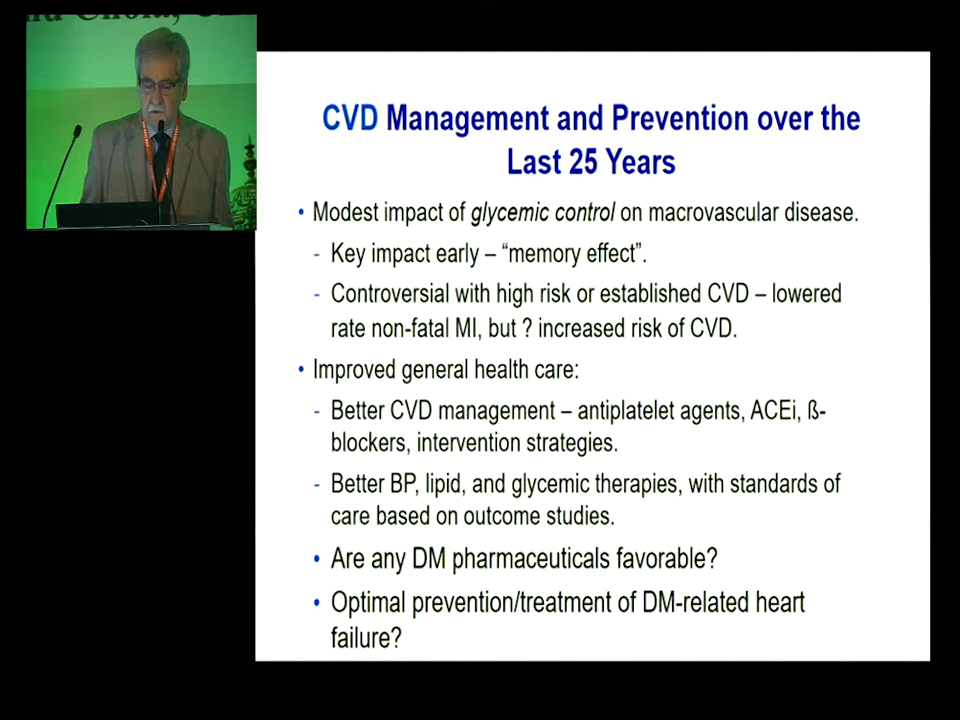 CVD Management and Prevention over the
Last 25 Years
• Modest impact of glycemic control on macrovascular disease.
- Key impact early – “memory effect”.
- Controversial with high risk or established CVD – lowered
rate non-fatal MI, but ? increased risk of CVD.
• Improved general health care:
- Better CVD management – antiplatelet agents, ACEi, ß-
blockers, intervention strategies.
- Better BP, lipid, and glycemic therapies, with standards of
care based on outcome studies.
• Are any DM pharmaceuticals favorable?
• Optimal prevention/treatment of DM-related heart
failure?